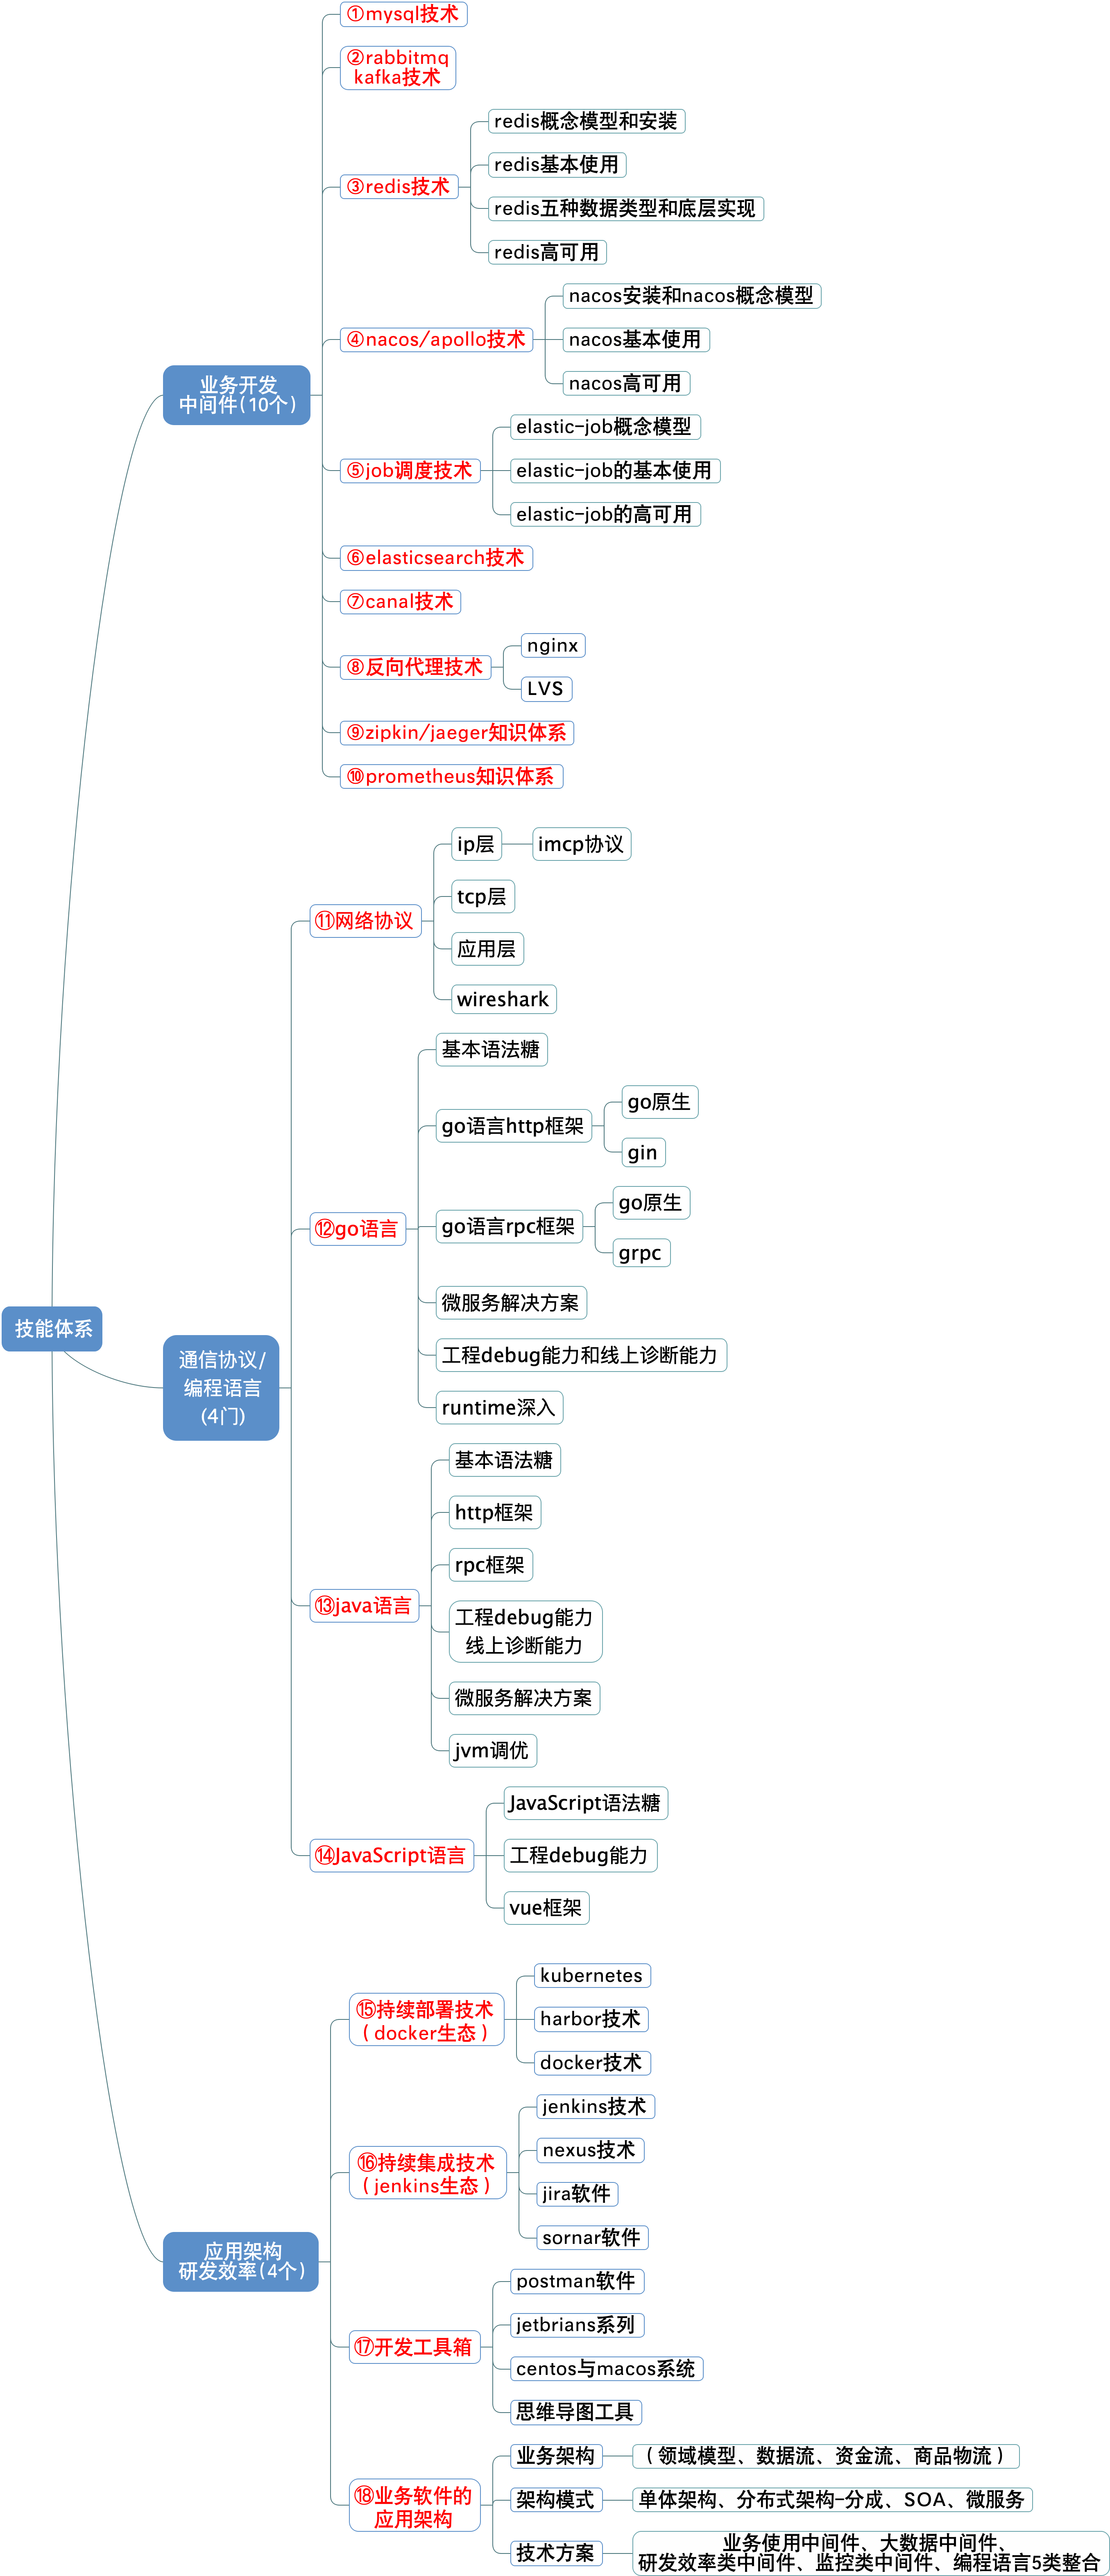 技能体系
业务开发
中间件(10个)
①mysql技术
②rabbitmq
kafka技术
③redis技术
redis概念模型和安装
redis基本使用
redis五种数据类型和底层实现
redis高可用
④nacos/apollo技术
nacos安装和nacos概念模型
nacos基本使用
nacos高可用
⑤job调度技术
elastic-job概念模型
elastic-job的基本使用
elastic-job的高可用
⑥elasticsearch技术
⑦canal技术
⑧反向代理技术
nginx
LVS
⑨zipkin/jaeger知识体系
⑩prometheus知识体系
通信协议/
编程语言
(4门)
⑪网络协议
ip层
imcp协议
tcp层
应用层
wireshark
⑫go语言
基本语法糖
go语言http框架
go原生
gin
go语言rpc框架
go原生
grpc
微服务解决方案
工程debug能力和线上诊断能力
runtime深入
⑬java语言
基本语法糖
http框架
rpc框架
工程debug能力
线上诊断能力
微服务解决方案
jvm调优
⑭JavaScript语言
JavaScript语法糖
工程debug能力
vue框架
应用架构
研发效率(4个)
⑮持续部署技术
（docker生态）
kubernetes
harbor技术
docker技术
⑯持续集成技术
（jenkins生态）
jenkins技术
nexus技术
jira软件
sornar软件
⑰开发工具箱
postman软件
jetbrians系列
centos与macos系统
思维导图工具
⑱业务软件的
应用架构
业务架构
（领域模型、数据流、资金流、商品物流）
架构模式
单体架构、分布式架构-分成、SOA、微服务
技术方案
业务使用中间件、大数据中间件、
研发效率类中间件、监控类中间件、编程语言5类整合